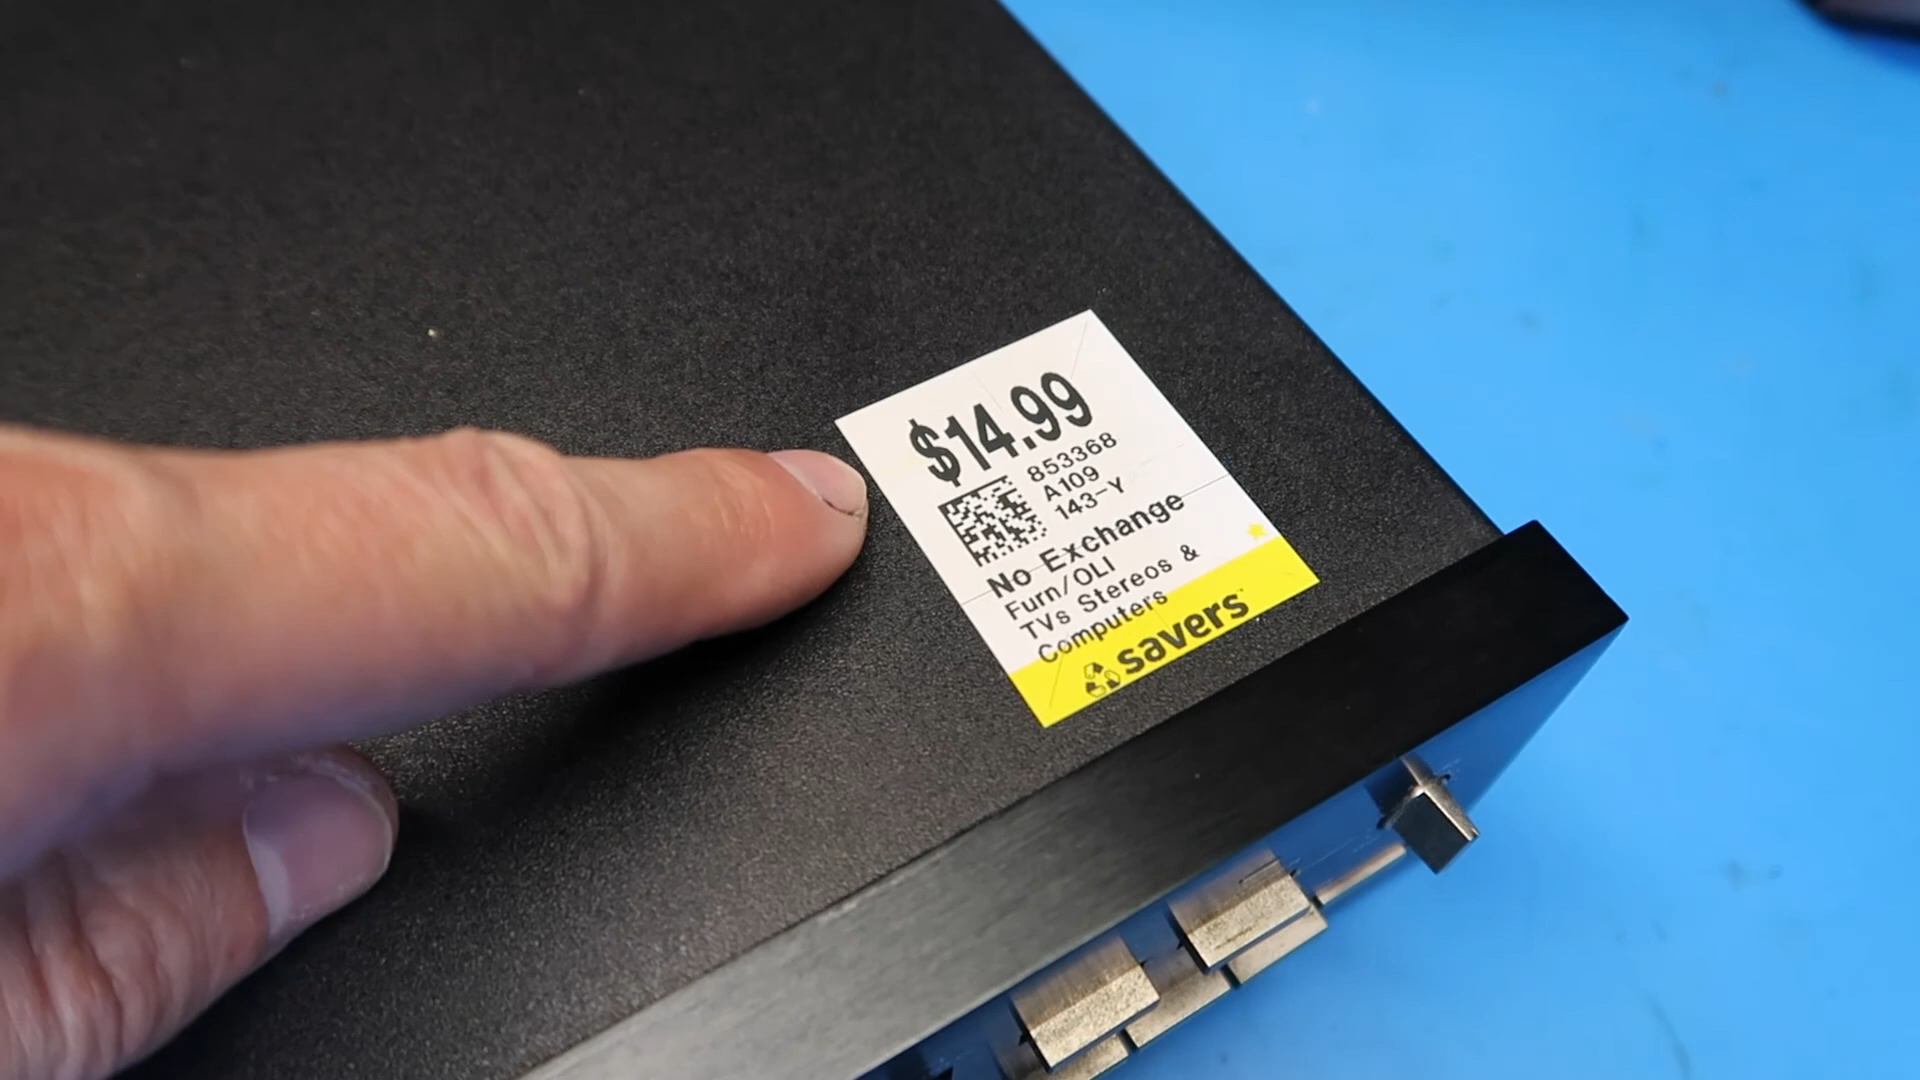 $14.99
853368
A109
143-Y
No Exchange
Furn/OLI
TVs Stereos &
Computers
savers